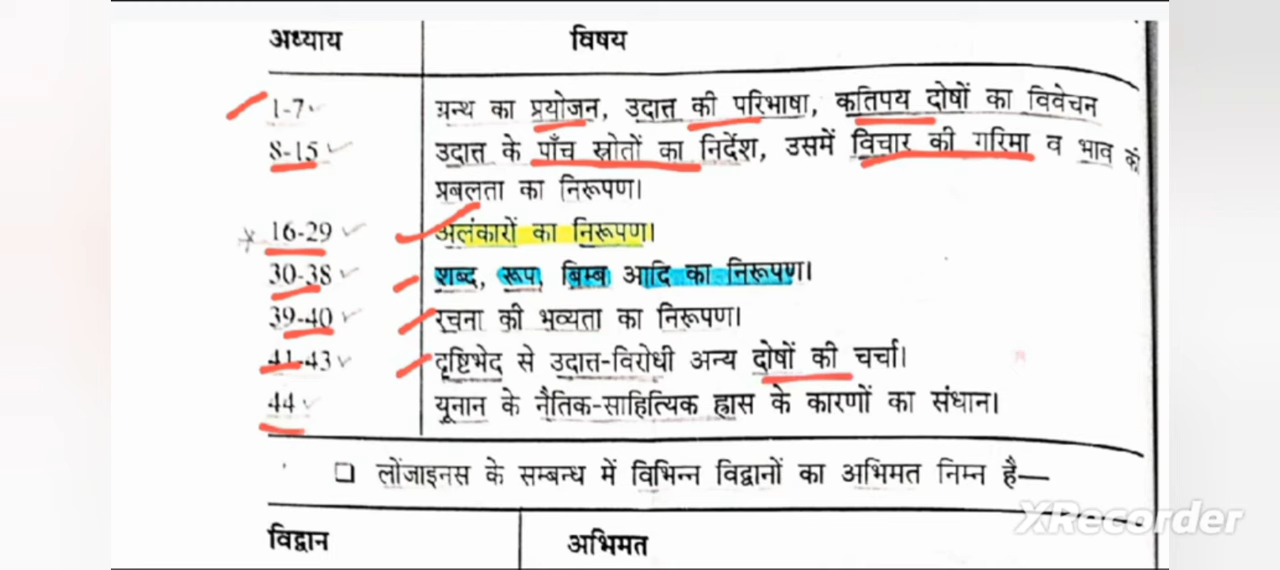 अध्याय विषय
1-7 ग्रन्थ का प्रयोजन, उदात्त की परिभाषा, कतिपय दोषों का विवेचन
8-15 उदात्त के पाँच स्रोतों का निर्देश, उसमें विचार की गरिमा व भाव की
प्रबलता का निरूपण।
16-29 अलंकारों का निरूपण।
30-38 शब्द, रूप, बिम्ब आदि का निरूपण।
39-40 रचना की भव्यता का निरूपण।
41-43 दृष्टिभेद से उदात्त-विरोधी अन्य दोषों की चर्चा।
44 यूनान के नैतिक-साहित्यिक ह्रास के कारणों का संधान।
❑ लोंजाइनस के सम्बन्ध में विभिन्न विद्वानों का अभिमत निम्न है—
XRecorder
विद्वान अभिमत